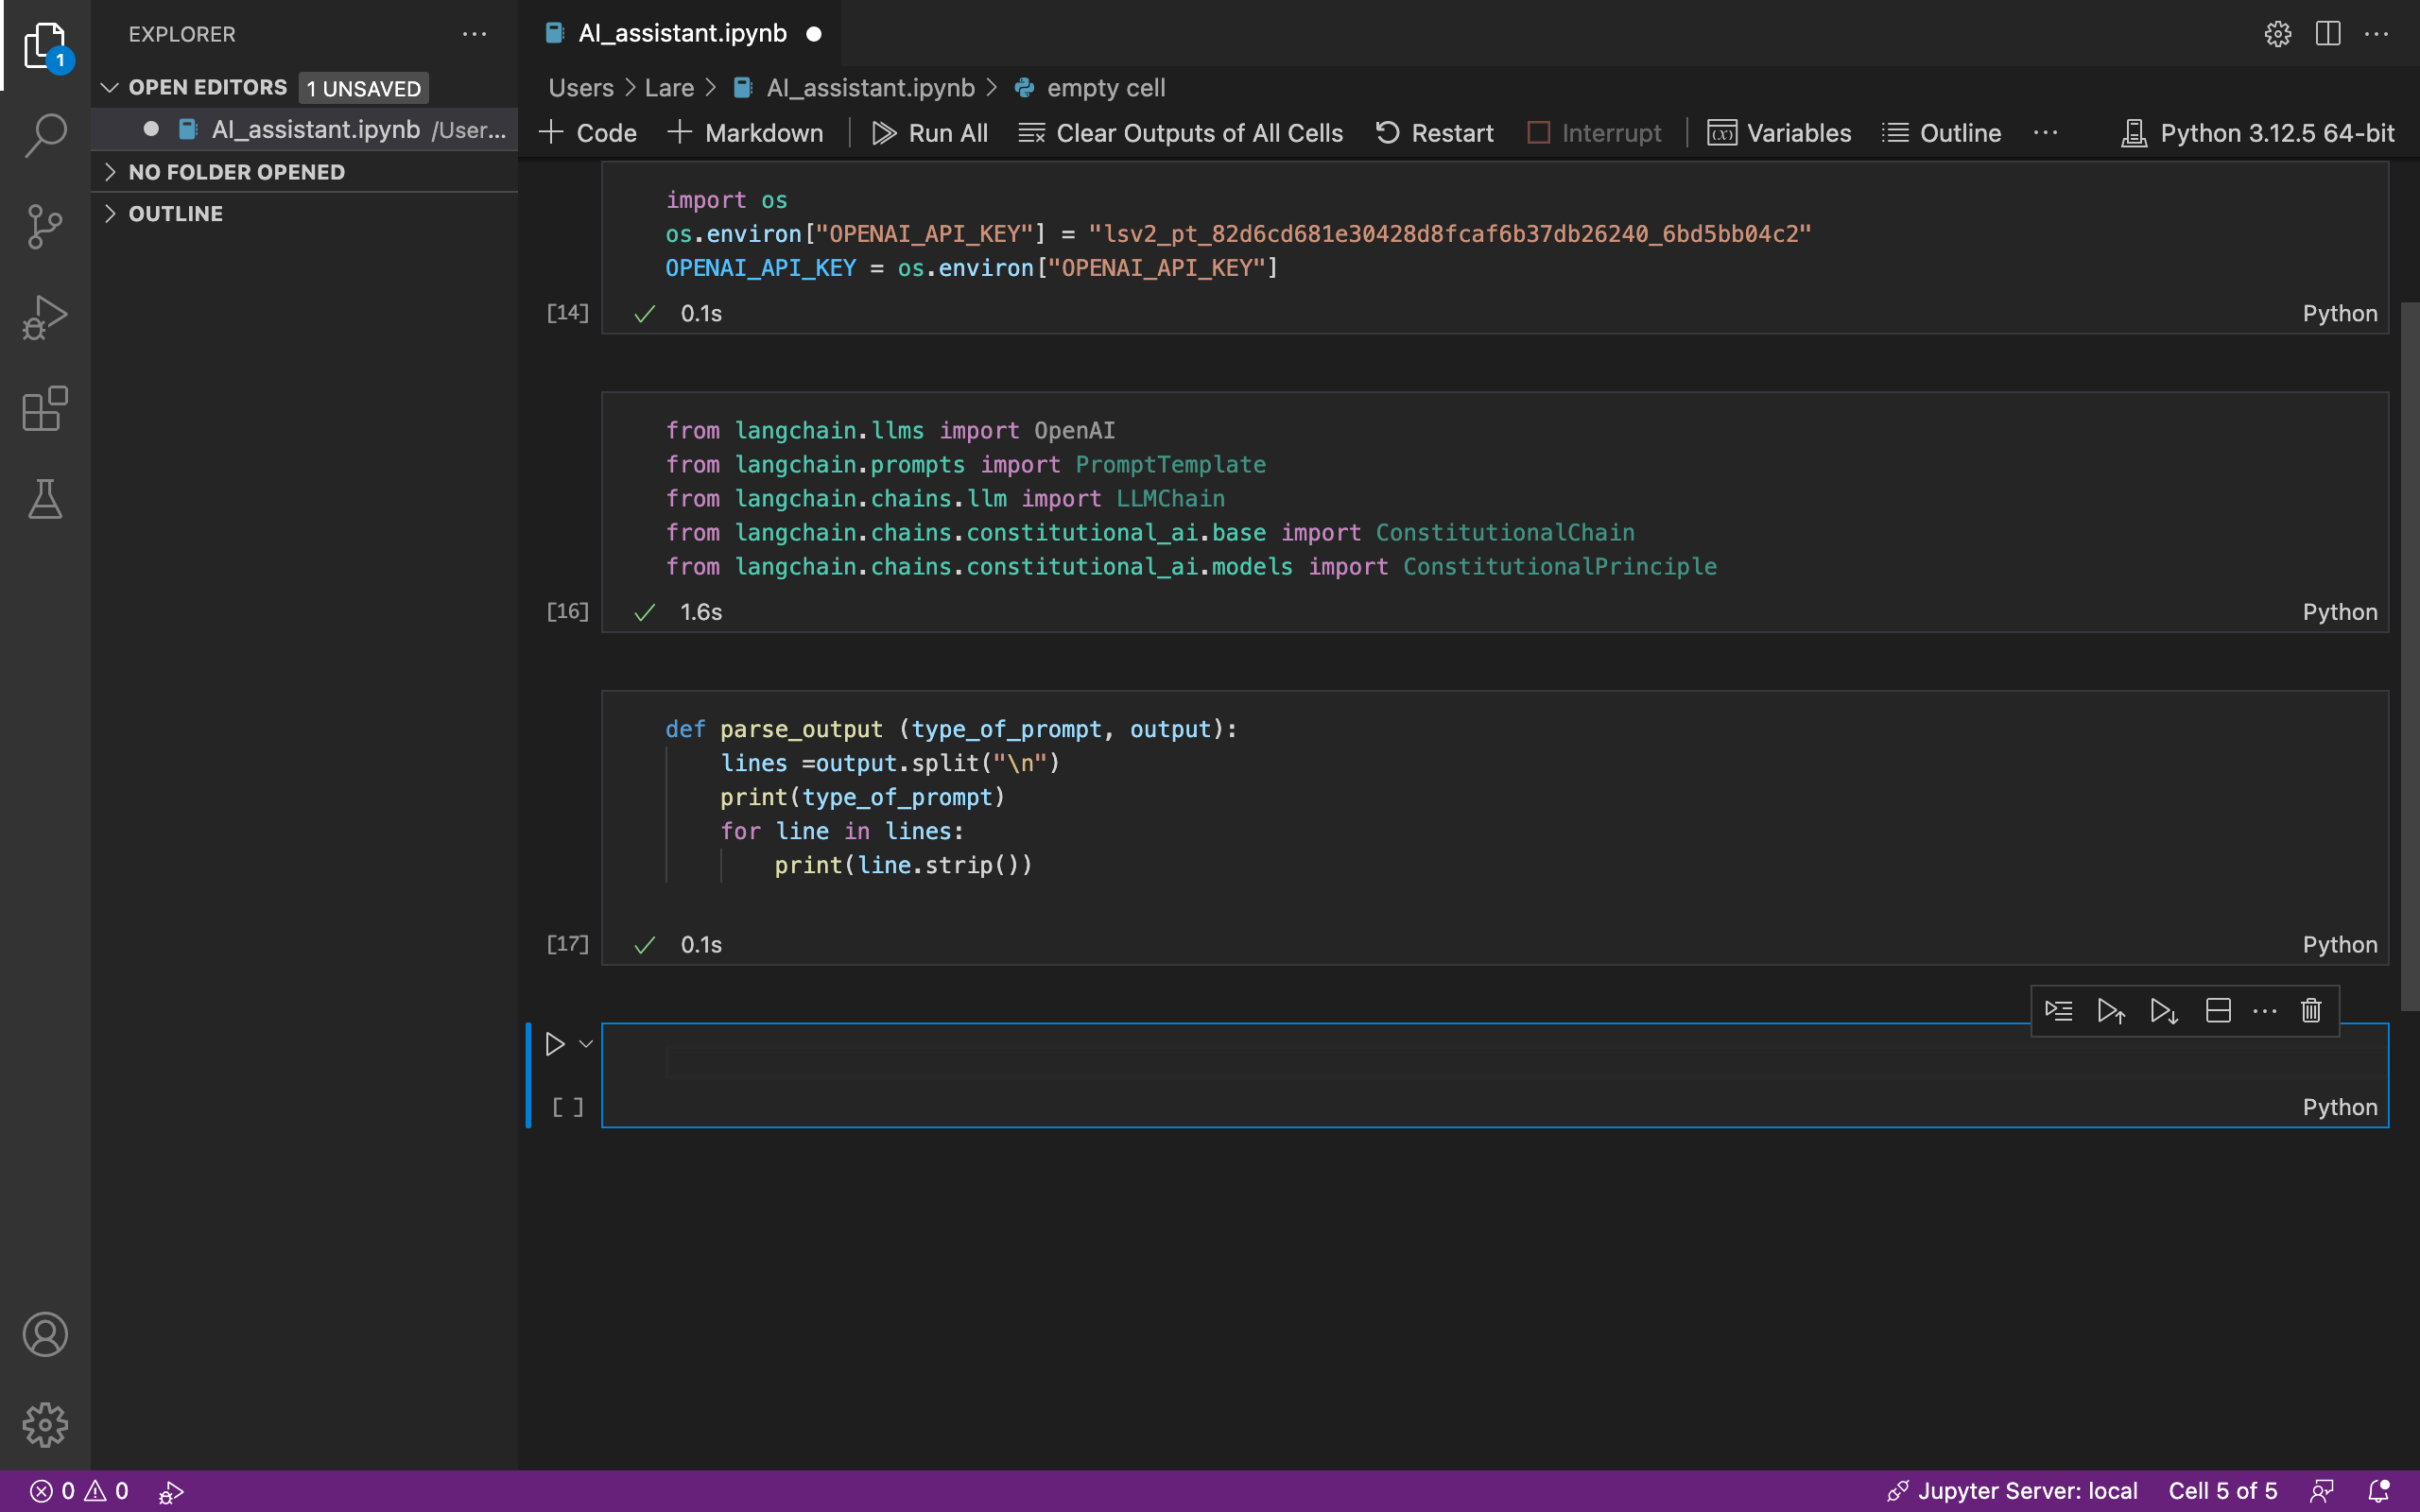 EXPLORER
OPEN EDITORS 1 UNSAVED
AI_assistant.ipynb /User...
NO FOLDER OPENED
OUTLINE
1
AI_assistant.ipynb
Users > Lare > AI_assistant.ipynb > empty cell
+ Code + Markdown Run All Clear Outputs of All Cells Restart Interrupt Variables Outline ... Python 3.12.5 64-bit
import os
os.environ["OPENAI_API_KEY"] = "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"
OPENAI_API_KEY = os.environ["OPENAI_API_KEY"]
[14] 0.1s Python
from langchain.llms import OpenAI
from langchain.prompts import PromptTemplate
from langchain.chains.llm import LLMChain
from langchain.chains.constitutional_ai.base import ConstitutionalChain
from langchain.chains.constitutional_ai.models import ConstitutionalPrinciple
[16] 1.6s Python
def parse_output (type_of_prompt, output):
    lines =output.split("\n")
    print(type_of_prompt)
    for line in lines:
        print(line.strip())
[17] 0.1s Python
[ ] Python
0 0 Jupyter Server: local Cell 5 of 5